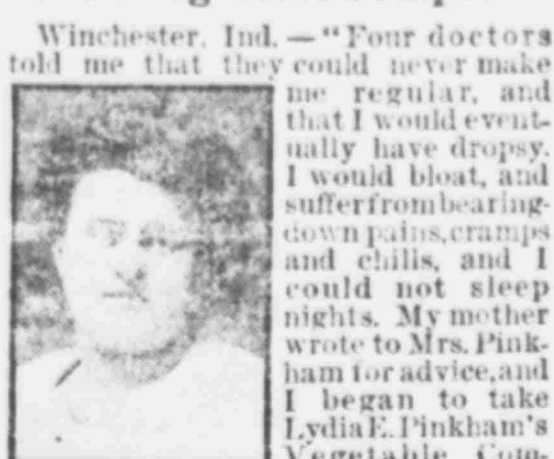 Winchester, Ind.—"Four doctors
told me that they could never make
me regular, and
that I would event-
ually have dropsy.
I would bloat, and
suffer from bearing-
down pains, cramps
and chills, and I
could not sleep
nights. My mother
wrote to Mrs. Pink-
ham for advice, and
I began to take
Lydia E. Pinkham's
Vegetable Com-